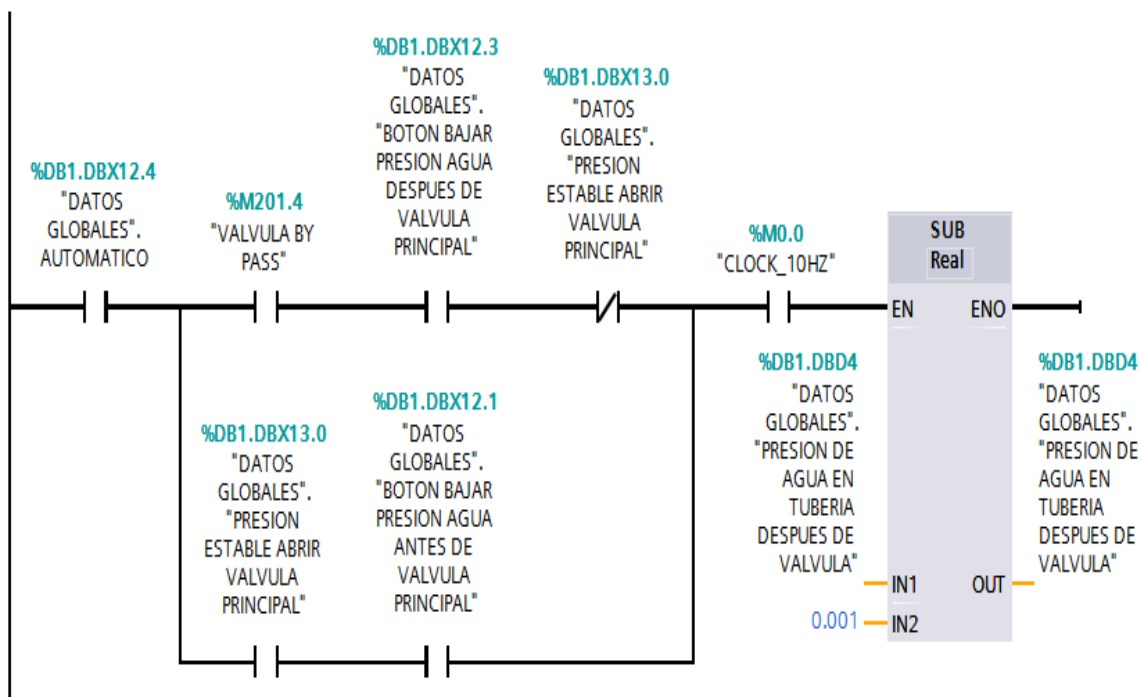 %DB1.DBX12.4
"DATOS
GLOBALES".
AUTOMATICO
%M201.4
"VALVULA BY
PASS"
%DB1.DBX12.3
"DATOS
GLOBALES".
"BOTON BAJAR
PRESION AGUA
DESPUES DE
VALVULA
PRINCIPAL"
%DB1.DBX13.0
"DATOS
GLOBALES".
"PRESION
ESTABLE ABRIR
VALVULA
PRINCIPAL"
%M0.0
"CLOCK_10HZ"
SUB
Real
EN
ENO
%DB1.DBD4
"DATOS
GLOBALES".
"PRESION DE
AGUA EN
TUBERIA
DESPUES DE
VALVULA"
IN1
0.001
IN2
OUT
%DB1.DBD4
"DATOS
GLOBALES".
"PRESION DE
AGUA EN
TUBERIA
DESPUES DE
VALVULA"
%DB1.DBX13.0
"DATOS
GLOBALES".
"PRESION
ESTABLE ABRIR
VALVULA
PRINCIPAL"
%DB1.DBX12.1
"DATOS
GLOBALES".
"BOTON BAJAR
PRESION AGUA
ANTES DE
VALVULA
PRINCIPAL"